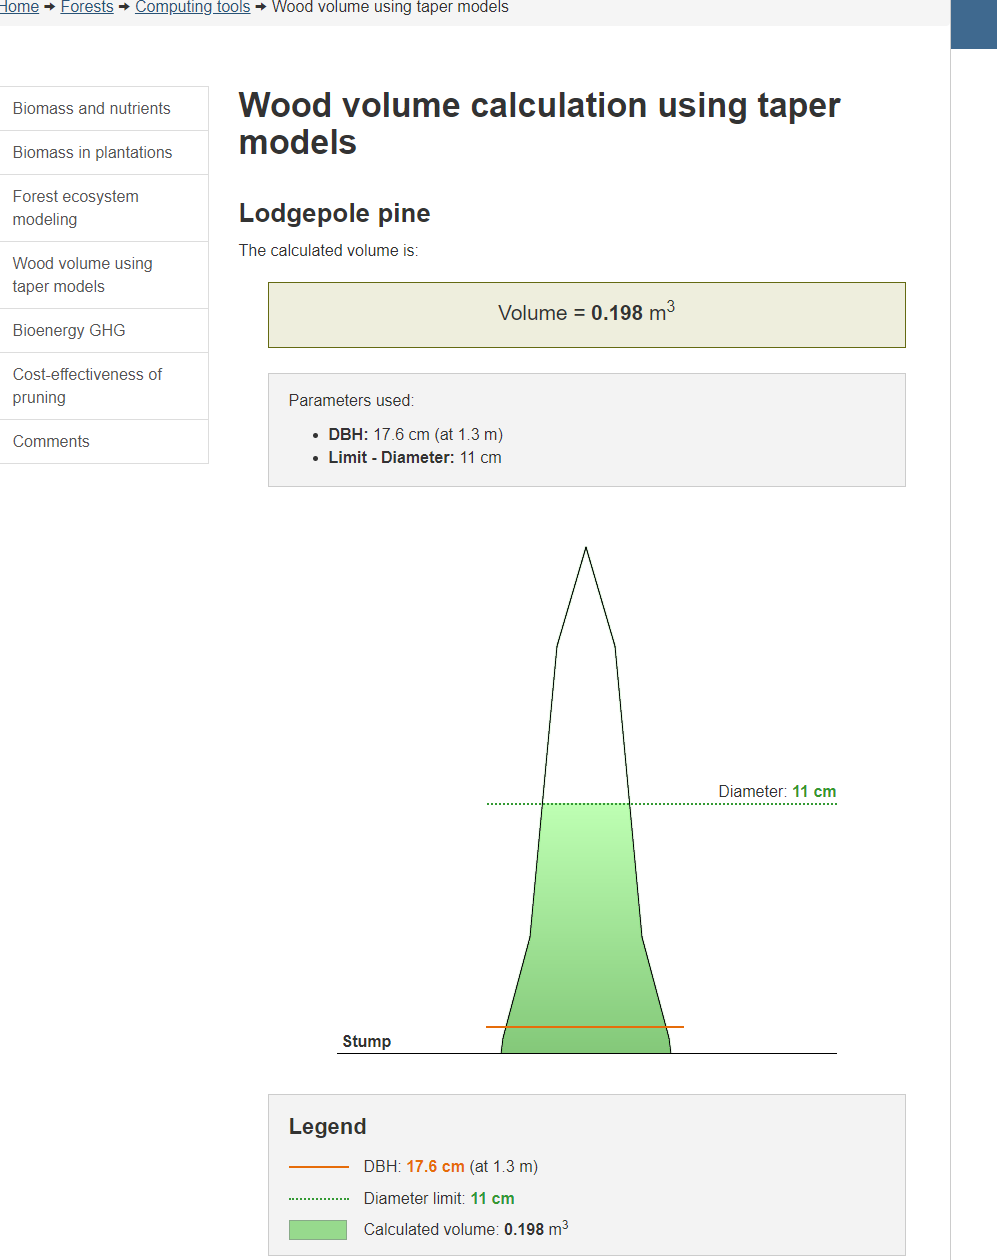 Home → Forests → Computing tools → Wood volume using taper models
Biomass and nutrients
Biomass in plantations
Forest ecosystem
modeling
Wood volume using
taper models
Bioenergy GHG
Cost-effectiveness of
pruning
Comments
Wood volume calculation using taper
models
Lodgepole pine
The calculated volume is:
Volume = 0.198 m³
Parameters used:
• DBH: 17.6 cm (at 1.3 m)
• Limit - Diameter: 11 cm
Diameter: 11 cm
Stump
Legend
DBH: 17.6 cm (at 1.3 m)
Diameter limit: 11 cm
Calculated volume: 0.198 m³